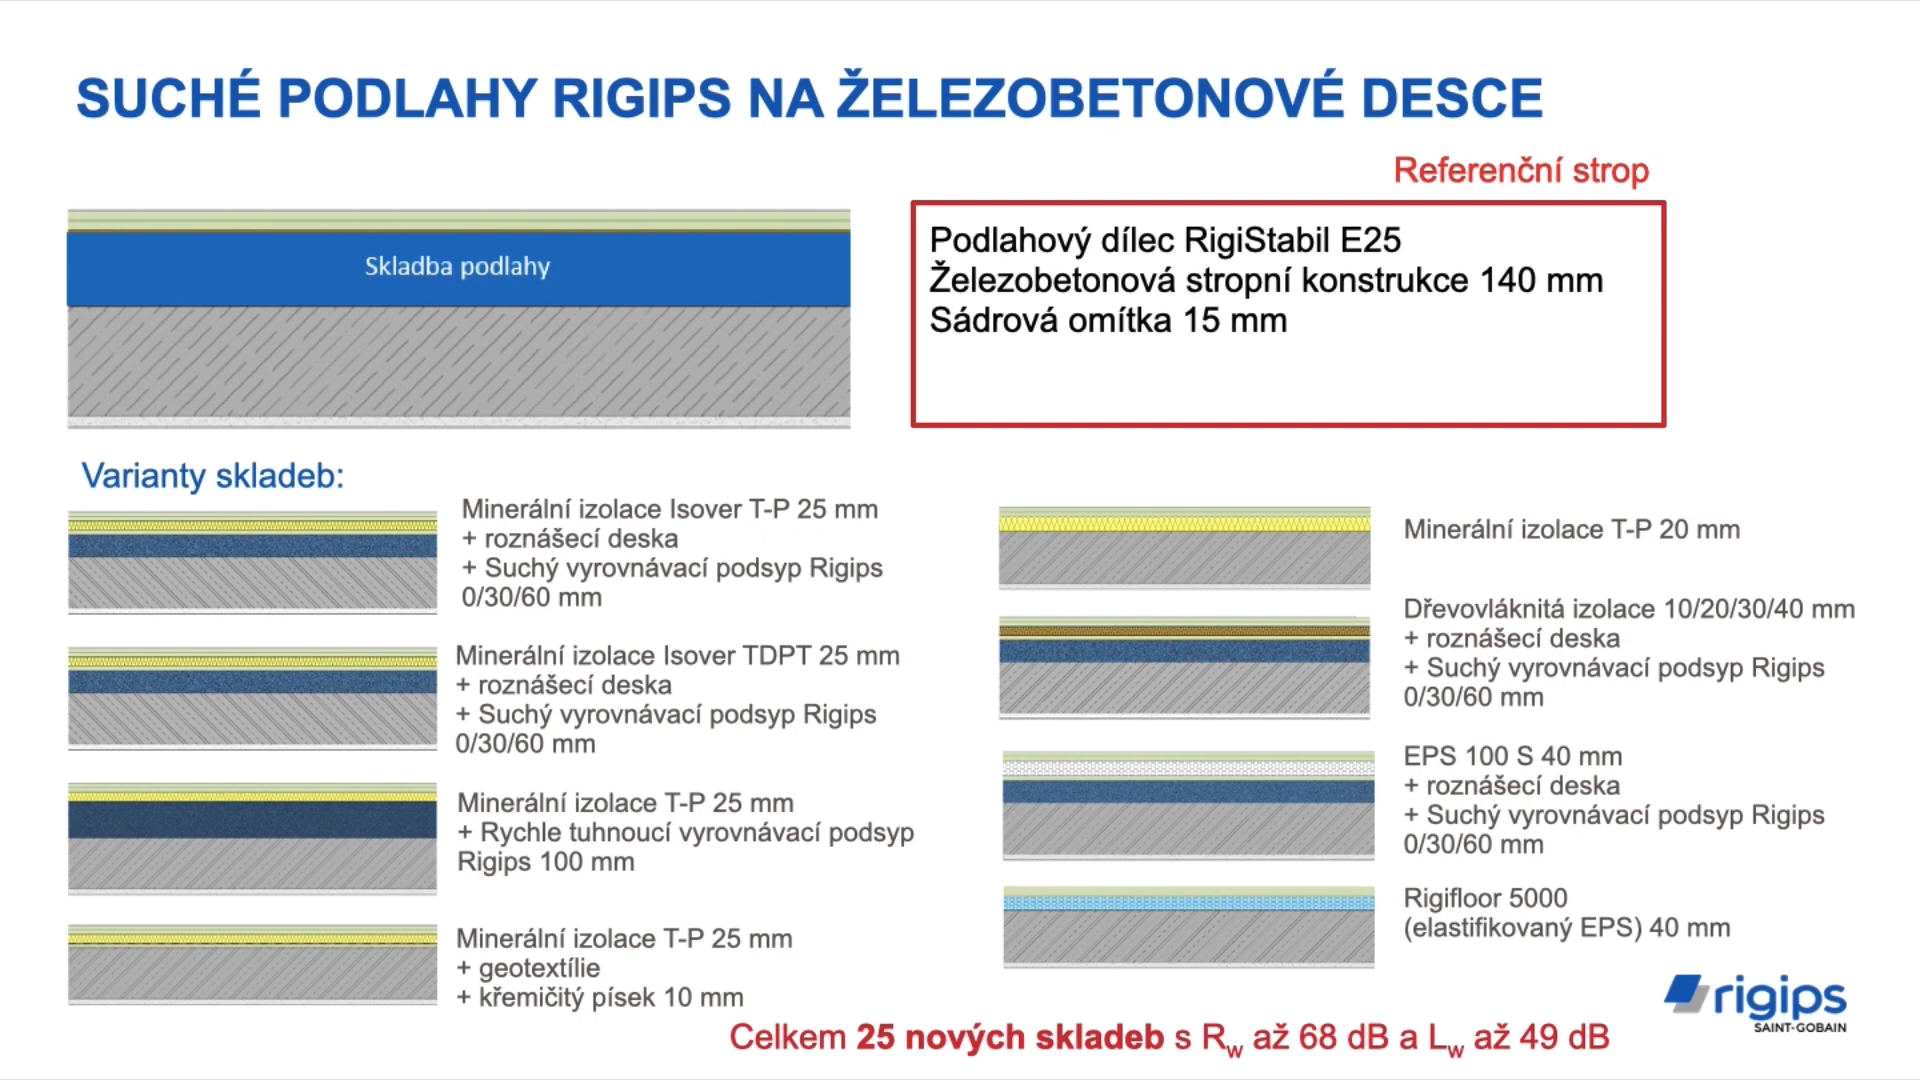 SUCHÉ PODLAHY RIGIPS NA ŽELEZOBETONOVÉ DESCE
Referenční strop
Skladba podlahy
Podlahový dílec RigiStabil E25
Železobetonová stropní konstrukce 140 mm
Sádrová omítka 15 mm
Varianty skladeb:
Minerální izolace Isover T-P 25 mm
+ roznášecí deska
+ Suchý vyrovnávací podsyp Rigips
0/30/60 mm
Minerální izolace Isover TDPT 25 mm
+ roznášecí deska
+ Suchý vyrovnávací podsyp Rigips
0/30/60 mm
Minerální izolace T-P 25 mm
+ Rychle tuhnoucí vyrovnávací podsyp
Rigips 100 mm
Minerální izolace T-P 25 mm
+ geotextílie
+ křemičitý písek 10 mm
Minerální izolace T-P 20 mm
Dřevovláknitá izolace 10/20/30/40 mm
+ roznášecí deska
+ Suchý vyrovnávací podsyp Rigips
0/30/60 mm
EPS 100 S 40 mm
+ roznášecí deska
+ Suchý vyrovnávací podsyp Rigips
0/30/60 mm
Rigifloor 5000
(elastifikovaný EPS) 40 mm
rigips
SAINT-GOBAIN
Celkem 25 nových skladeb s Rw až 68 dB a Lw až 49 dB